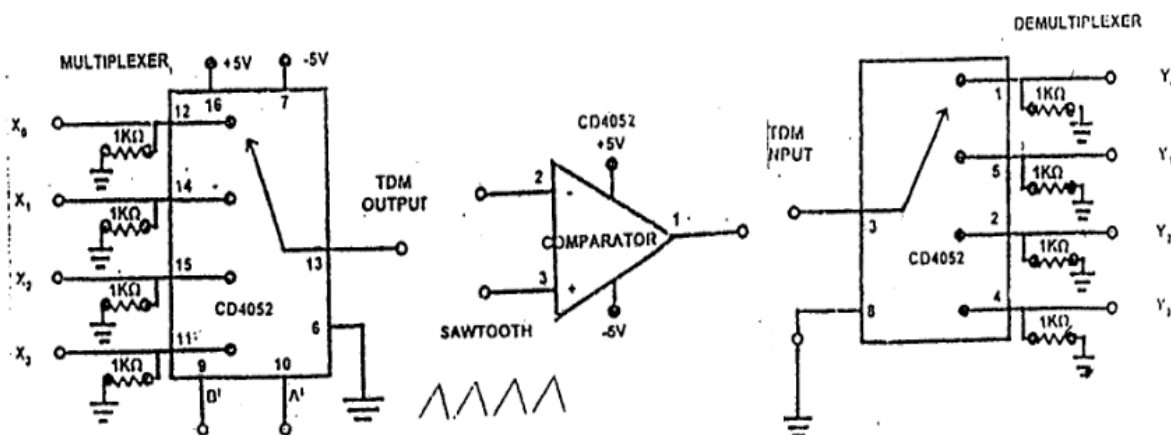 MULTIPLEXER
+5V
-5V
16
7
X0
1KΩ
12
X1
1KΩ
14
X2
1KΩ
15
X3
1KΩ
11
CD4052
13
6
9
10
B'
A'
TDM
OUTPUT
CD4052
+5V
2
-
COMPARATOR
1
3
+
-5V
SAWTOOTH
DEMULTIPLEXER
TDM
INPUT
3
8
CD4052
1
1KΩ
5
1KΩ
Y1
2
1KΩ
Y2
4
1KΩ
Y3